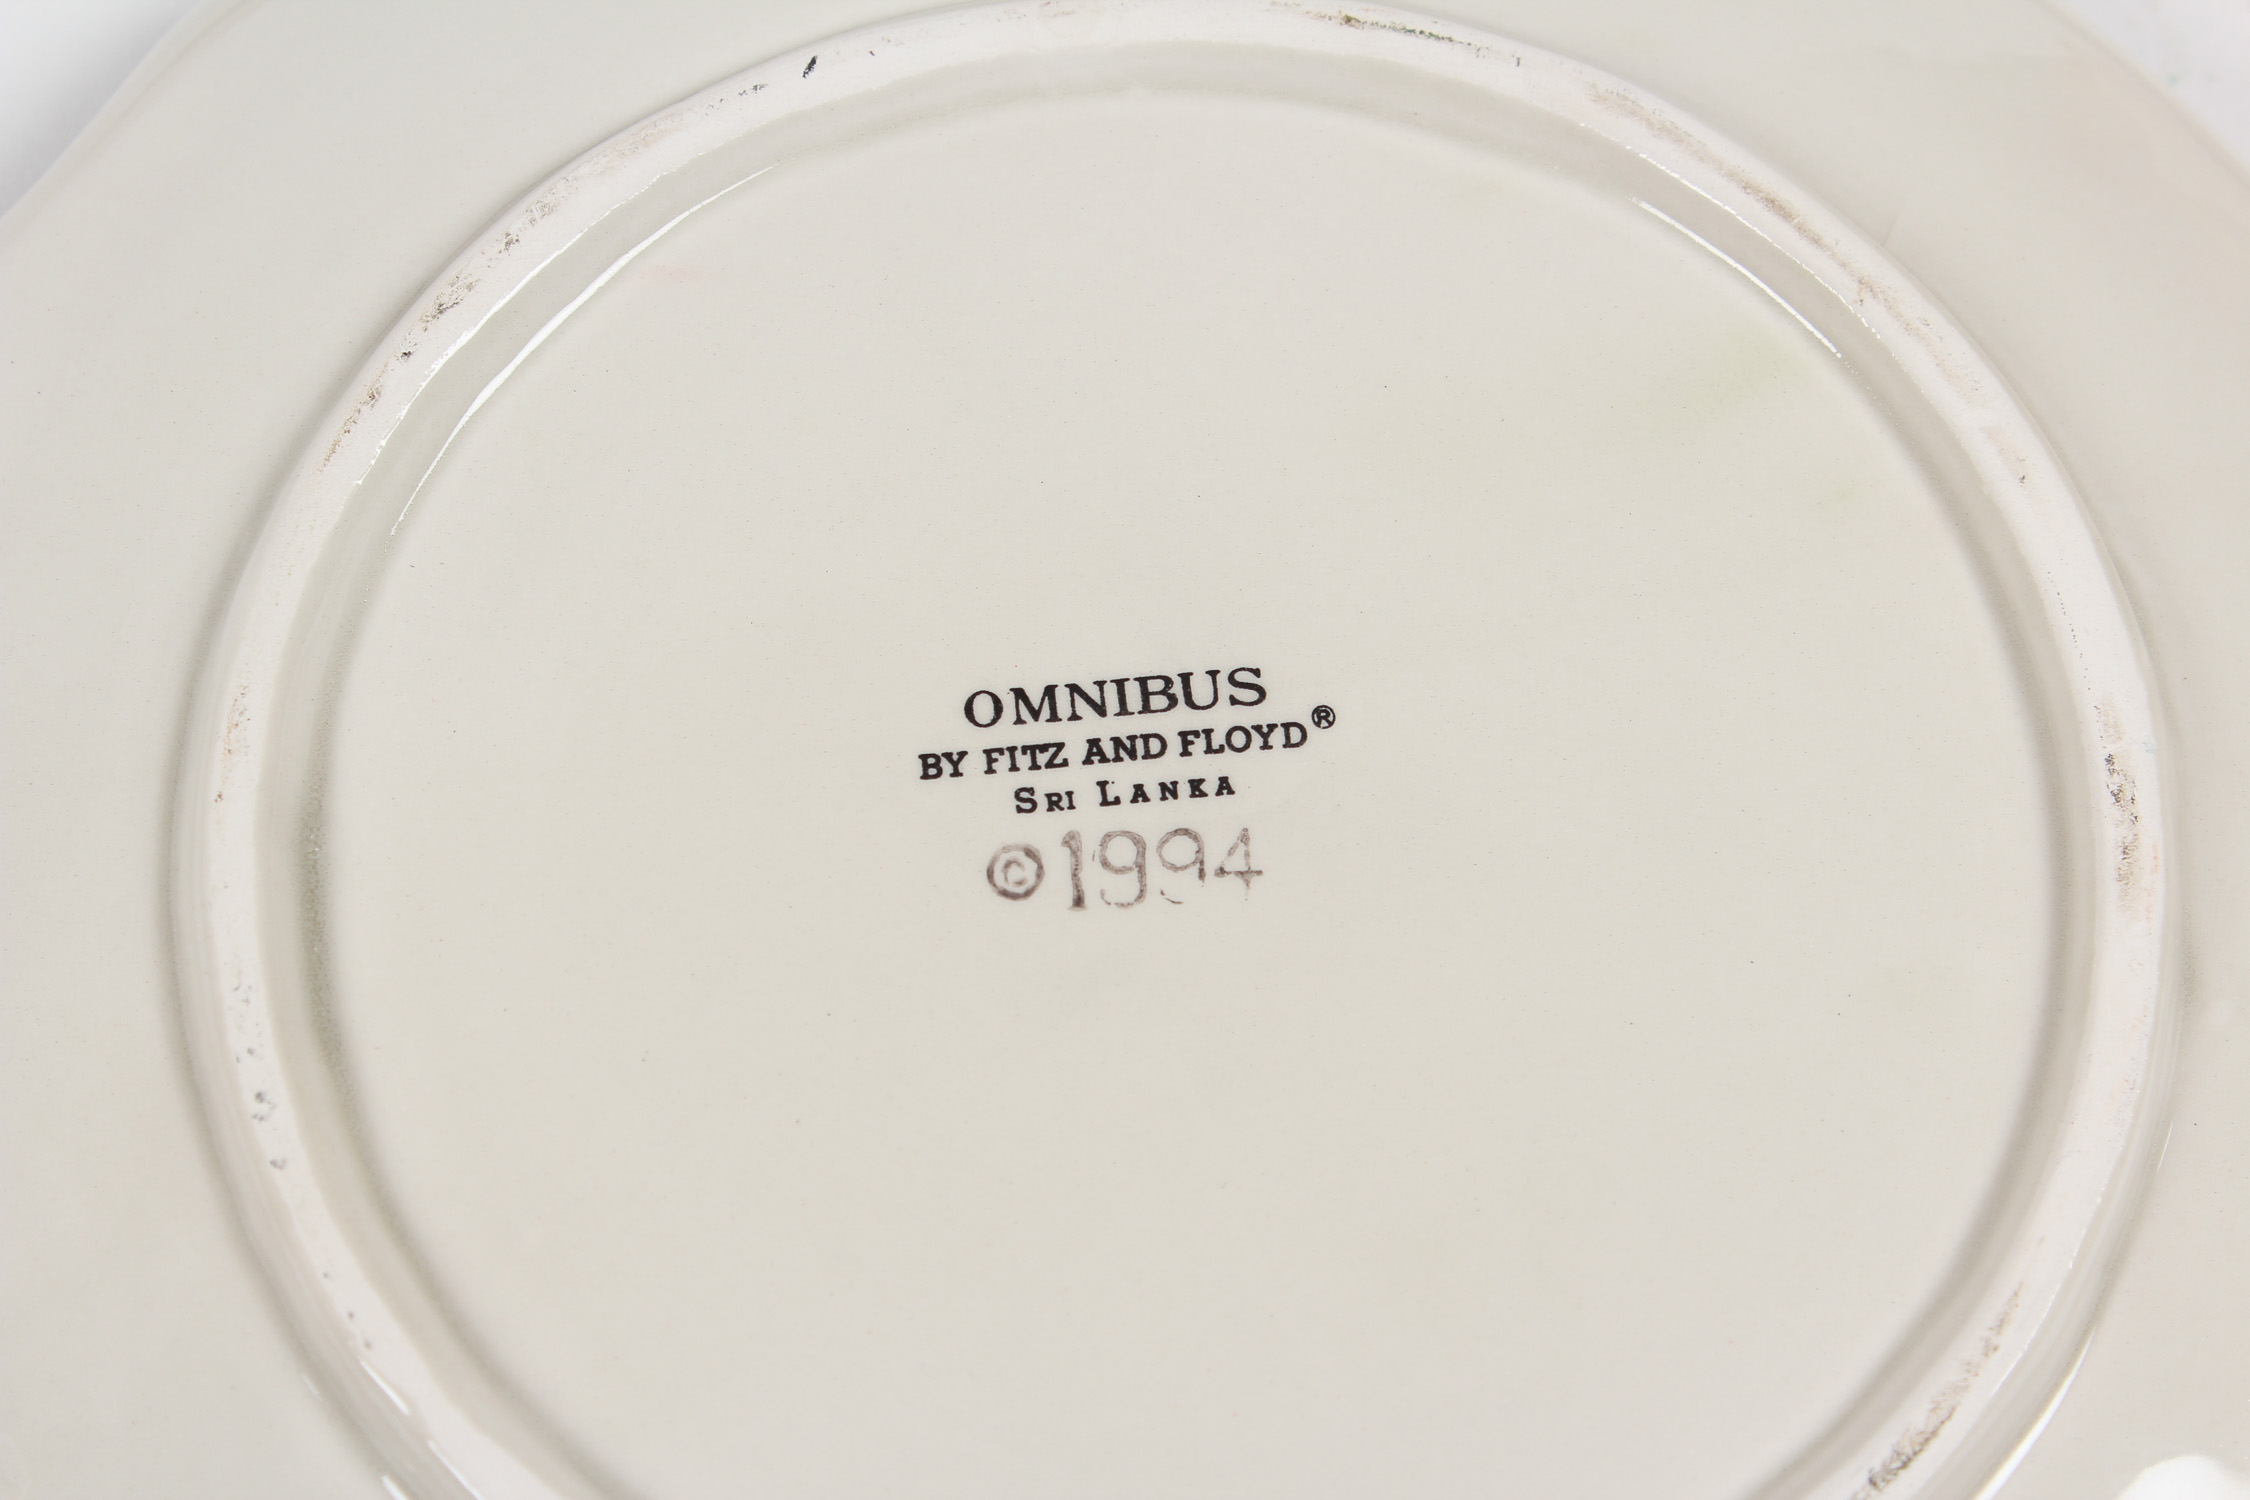 OMNIBUS
BY FITZ AND FLOYD®
SRI LANKA
©1994